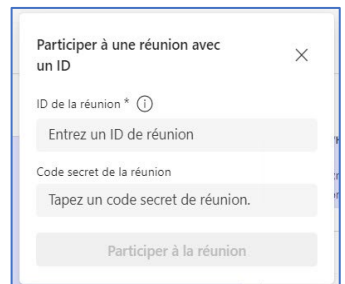 Participer à une réunion avec
un ID
ID de la réunion *
Entrez un ID de réunion
Code secret de la réunion
Tapez un code secret de réunion.
Participer à la réunion